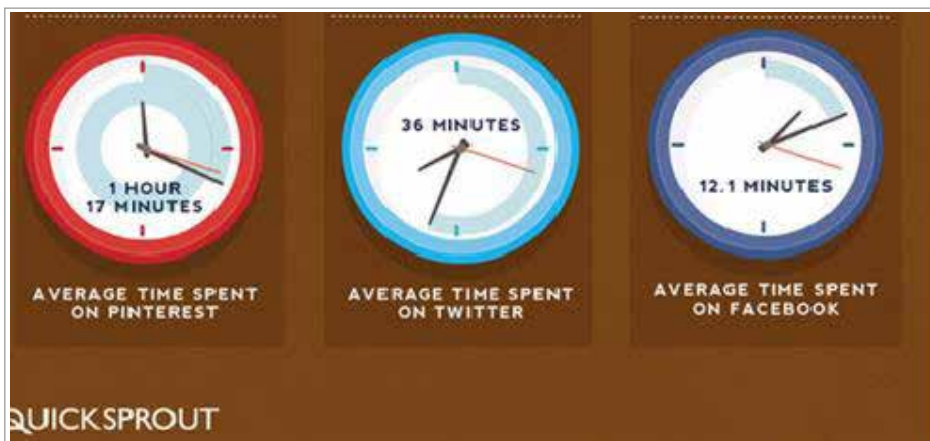 1 HOUR
17 MINUTES
AVERAGE TIME SPENT
ON PINTEREST
36 MINUTES
AVERAGE TIME SPENT
ON TWITTER
12.1 MINUTES
AVERAGE TIME SPENT
ON FACEBOOK
QUICKSPROUT